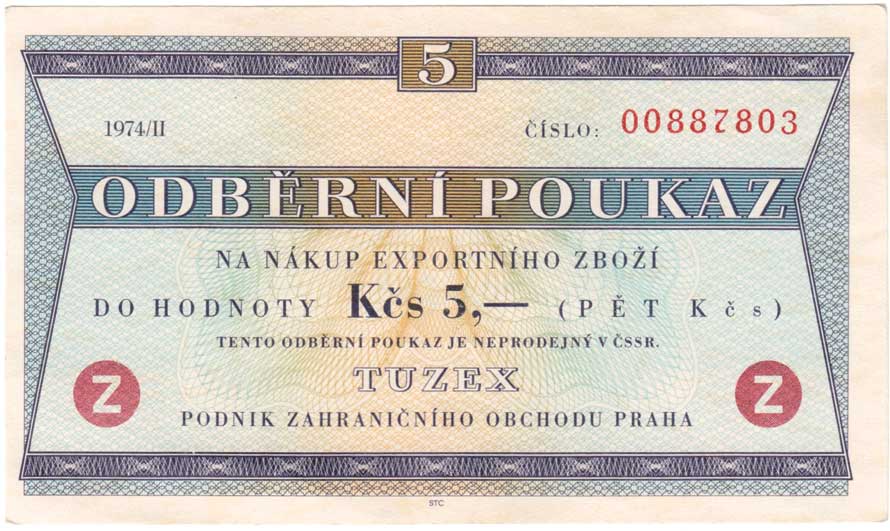 5
1974/II ČÍSLO: 00887803
ODBĚRNÍ POUKAZ
NA NÁKUP EXPORTNÍHO ZBOŽÍ
DO HODNOTY Kčs 5,— (PĚT Kčs)
TENTO ODBĚRNÍ POUKAZ JE NEPRODEJNÝ V ČSSR.
Z TUZEX Z
PODNIK ZAHRANIČNÍHO OBCHODU PRAHA
STC